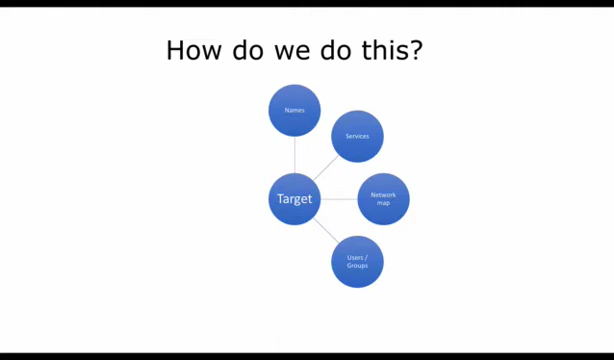 How do we do this?
Names
Services
Target
Network
map
Users /
Groups